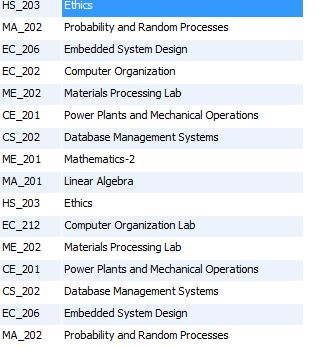 HS_203 Ethics
MA_202 Probability and Random Processes
EC_206 Embedded System Design
EC_202 Computer Organization
ME_202 Materials Processing Lab
CE_201 Power Plants and Mechanical Operations
CS_202 Database Management Systems
ME_201 Mathematics-2
MA_201 Linear Algebra
HS_203 Ethics
EC_212 Computer Organization Lab
ME_202 Materials Processing Lab
CE_201 Power Plants and Mechanical Operations
CS_202 Database Management Systems
EC_206 Embedded System Design
MA_202 Probability and Random Processes